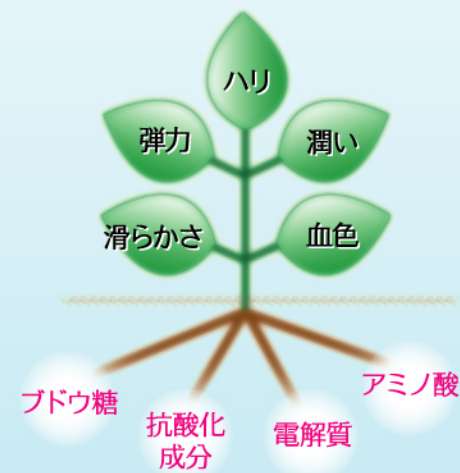 ハリ
弾力
潤い
滑らかさ
血色
ブドウ糖
抗酸化
成分
電解質
アミノ酸